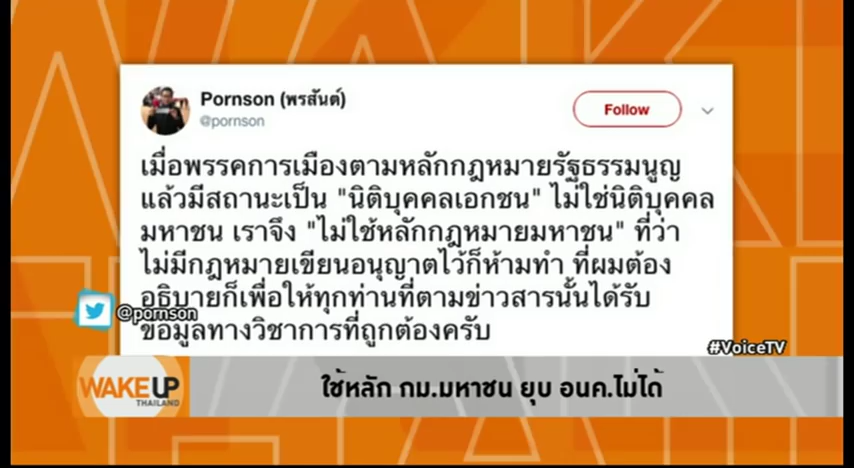 Pornson (พรสันต์)
@pornson
Follow
เมื่อพรรคการเมืองตามหลักกฎหมายรัฐธรรมนูญ
แล้วมีสถานะเป็น "นิติบุคคลเอกชน" ไม่ใช่นิติบุคคล
มหาชน เราจึง "ไม่ใช้หลักกฎหมายมหาชน" ที่ว่า
ไม่มีกฎหมายเขียนอนุญาตไว้ก็ห้ามทำ ที่ผมต้อง
อธิบายก็เพื่อให้ทุกท่านที่ตามข่าวสารนั้นได้รับ
ข้อมูลทางวิชาการที่ถูกต้องครับ
@pornson
#VoiceTV
WAKE UP
THAILAND
ใช้หลัก กม.มหาชน ยุบ อนค.ไม่ได้